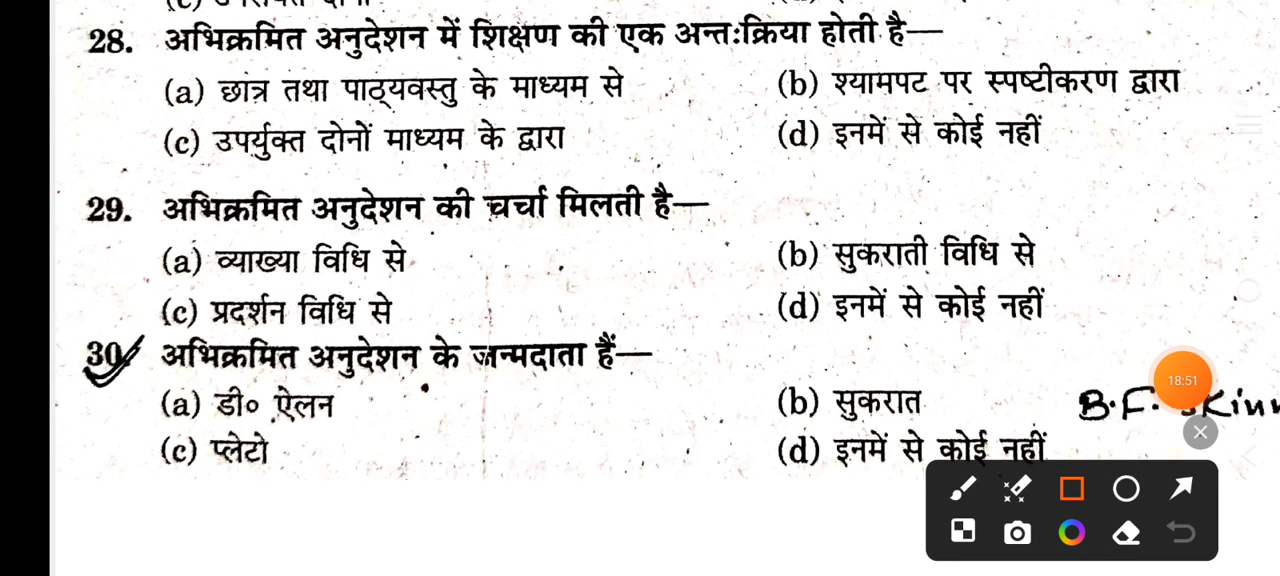 28. अभिक्रमित अनुदेशन में शिक्षण की एक अन्तःक्रिया होती है—
(a) छात्र तथा पाठ्यवस्तु के माध्यम से (b) श्यामपट पर स्पष्टीकरण द्वारा
(c) उपर्युक्त दोनों माध्यम के द्वारा (d) इनमें से कोई नहीं
29. अभिक्रमित अनुदेशन की चर्चा मिलती है—
(a) व्याख्या विधि से (b) सुकराती विधि से
(c) प्रदर्शन विधि से (d) इनमें से कोई नहीं
30. अभिक्रमित अनुदेशन के जन्मदाता हैं—
(a) डी० ऐलन (b) सुकरात B.F.
(c) प्लेटो (d) इनमें से कोई नहीं
18:51